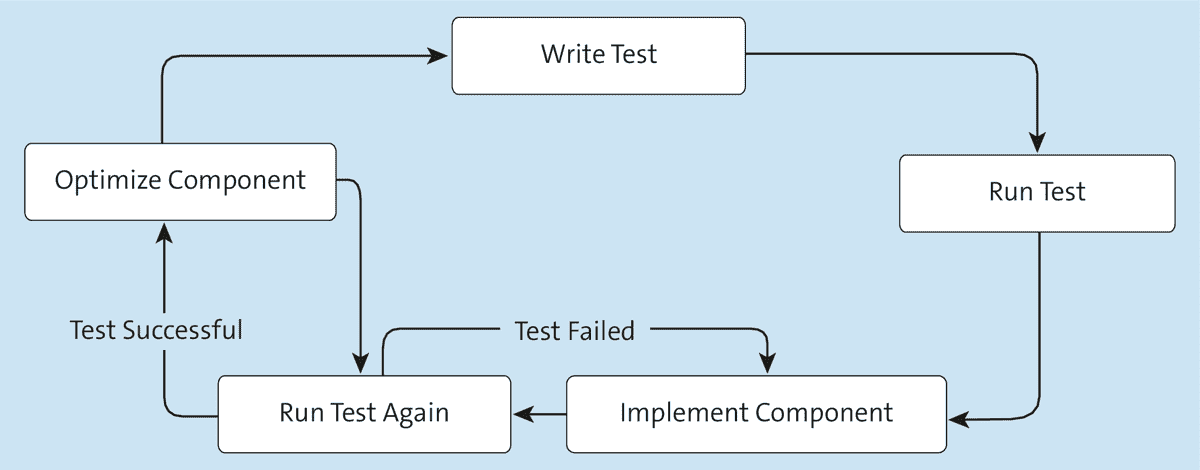 Write Test
Optimize Component
Run Test
Test Successful
Test Failed
Run Test Again
Implement Component